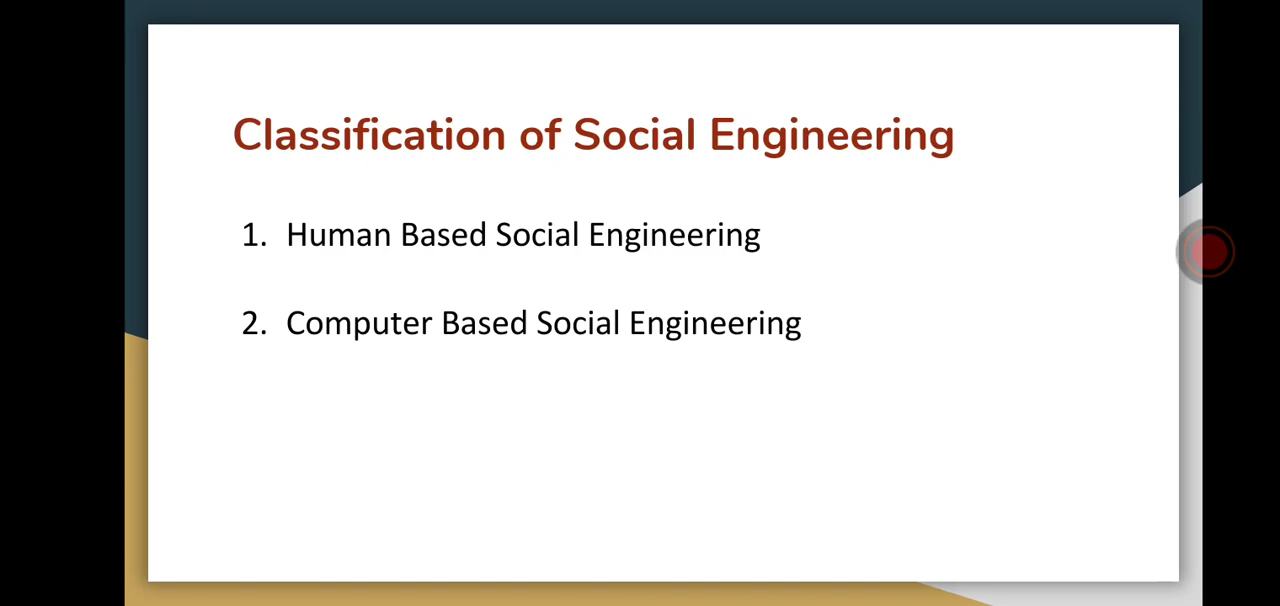 Classification of Social Engineering
1. Human Based Social Engineering
2. Computer Based Social Engineering